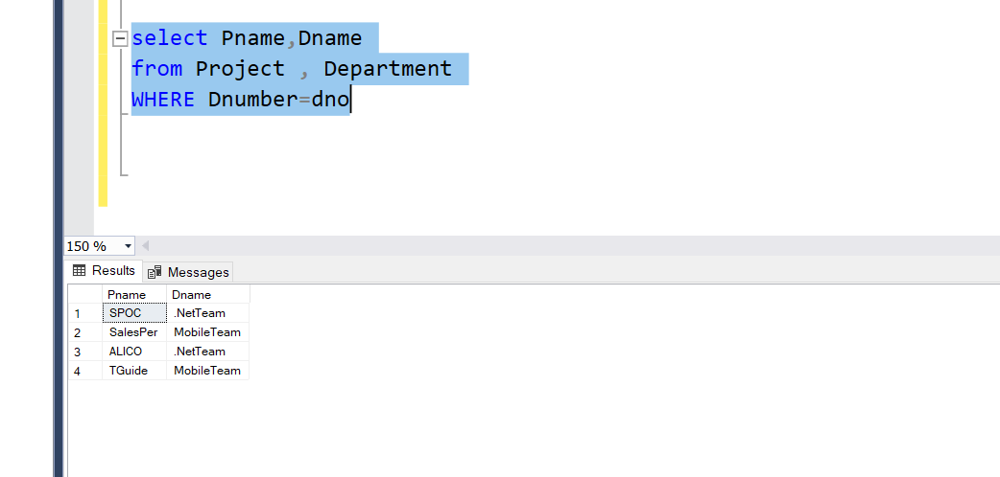 select Pname,Dname
from Project , Department
WHERE Dnumber=dno
150 %
Results Messages
Pname Dname
1 SPOC .NetTeam
2 SalesPer MobileTeam
3 ALICO .NetTeam
4 TGuide MobileTeam